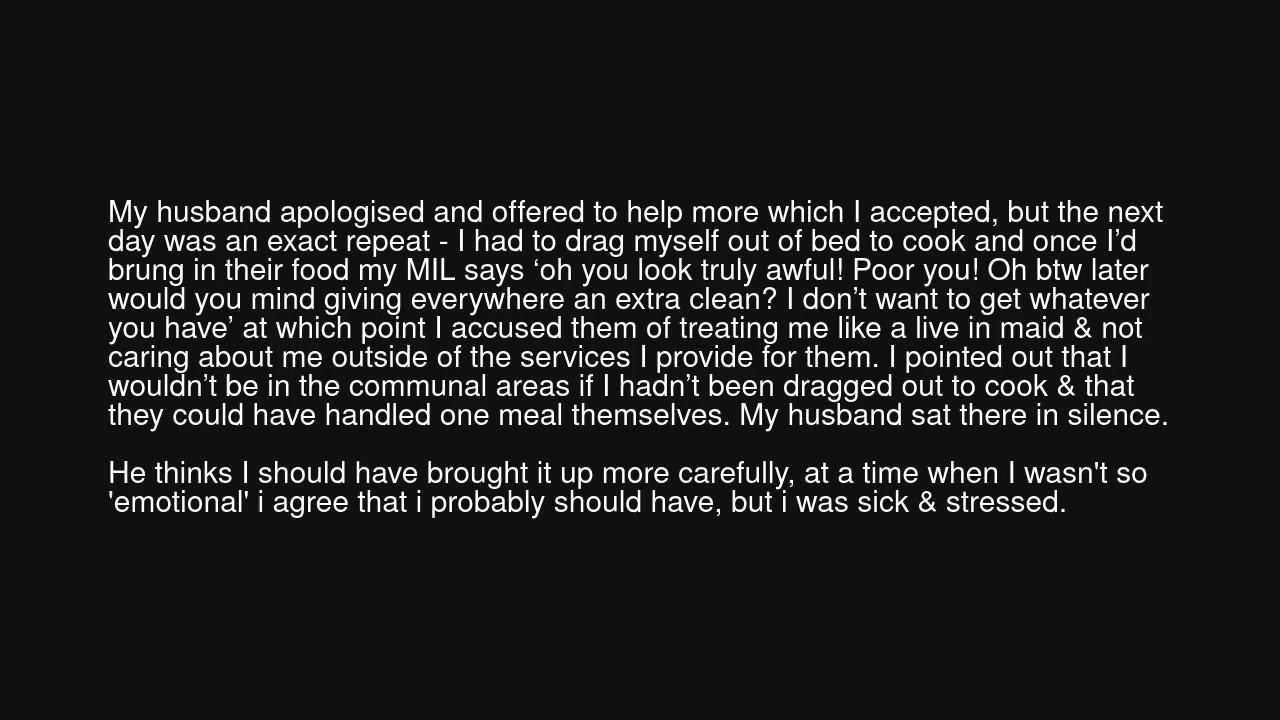 My husband apologised and offered to help more which I accepted, but the next
day was an exact repeat - I had to drag myself out of bed to cook and once I’d
brung in their food my MIL says ‘oh you look truly awful! Poor you! Oh btw later
would you mind giving everywhere an extra clean? I don’t want to get whatever
you have’ at which point I accused them of treating me like a live in maid & not
caring about me outside of the services I provide for them. I pointed out that I
wouldn’t be in the communal areas if I hadn’t been dragged out to cook & that
they could have handled one meal themselves. My husband sat there in silence.

He thinks I should have brought it up more carefully, at a time when I wasn't so
'emotional' i agree that i probably should have, but i was sick & stressed.